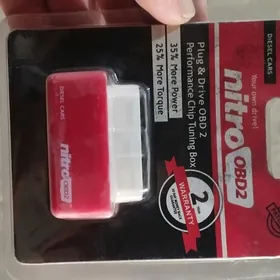 DIESEL CARS
Your own drive!
nitro OBD2
Plug & Drive OBD 2
Performance Chip Tuning Box
35% More Power
25% More Torque
2
WARRANTY
DIESEL CARS
nitro OBD2